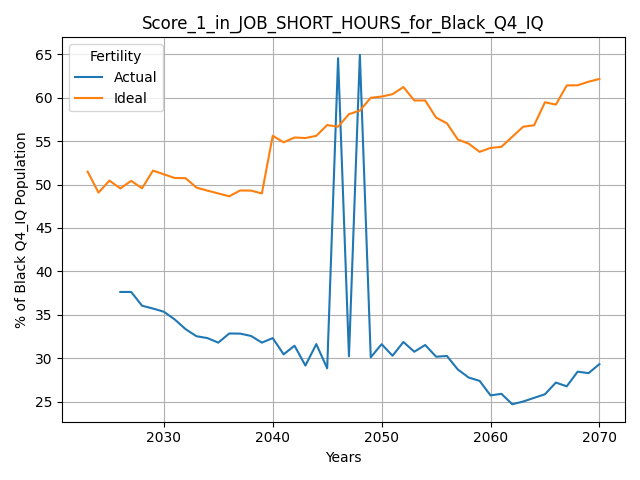 Score_1_in_JOB_SHORT_HOURS_for_Black_Q4_IQ
Fertility
Actual
Ideal
% of Black Q4_IQ Population
65
60
55
50
45
40
35
30
25
2030
2040
2050
2060
2070
Years